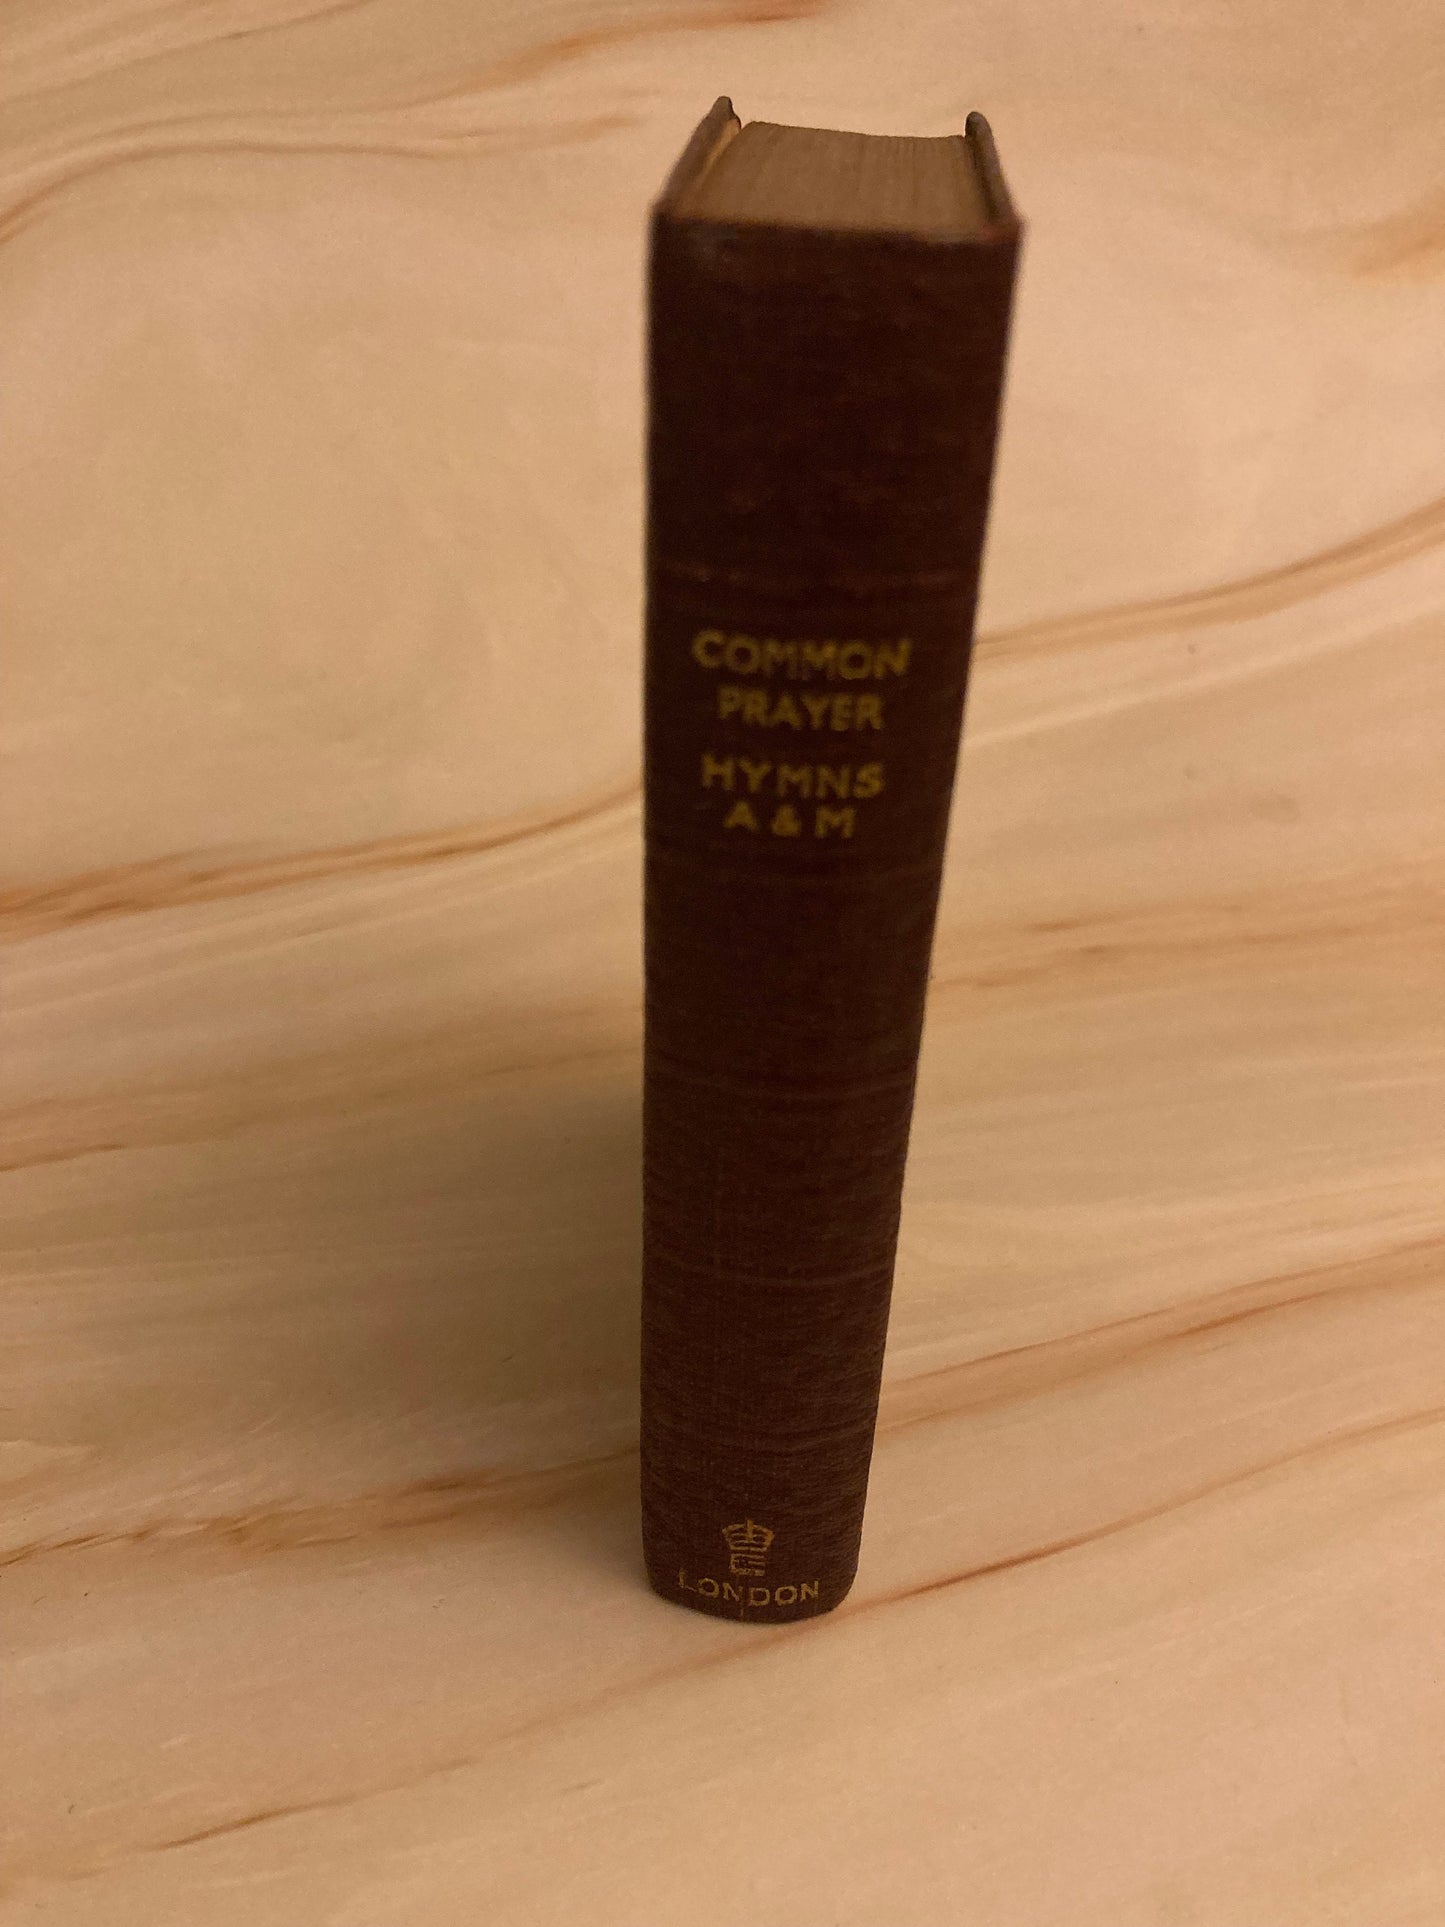 COMMON
PRAYER
HYMNS
A & M
E
LONDON